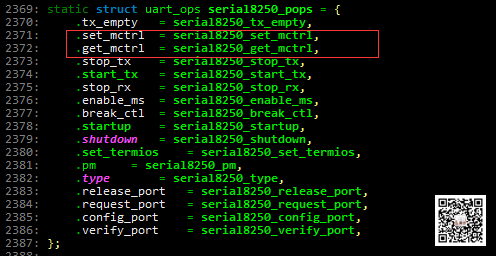 2369: static struct uart_ops serial8250_pops = {
2370: .tx_empty = serial8250_tx_empty,
2371: .set_mctrl = serial8250_set_mctrl,
2372: .get_mctrl = serial8250_get_mctrl,
2373: .stop_tx = serial8250_stop_tx,
2374: .start_tx = serial8250_start_tx,
2375: .stop_rx = serial8250_stop_rx,
2376: .enable_ms = serial8250_enable_ms,
2377: .break_ctl = serial8250_break_ctl,
2378: .startup = serial8250_startup,
2379: .shutdown = serial8250_shutdown,
2380: .set_termios = serial8250_set_termios,
2381: .pm = serial8250_pm,
2382: .type = serial8250_type,
2383: .release_port = serial8250_release_port,
2384: .request_port = serial8250_request_port,
2385: .config_port = serial8250_config_port,
2386: .verify_port = serial8250_verify_port,
2387: };